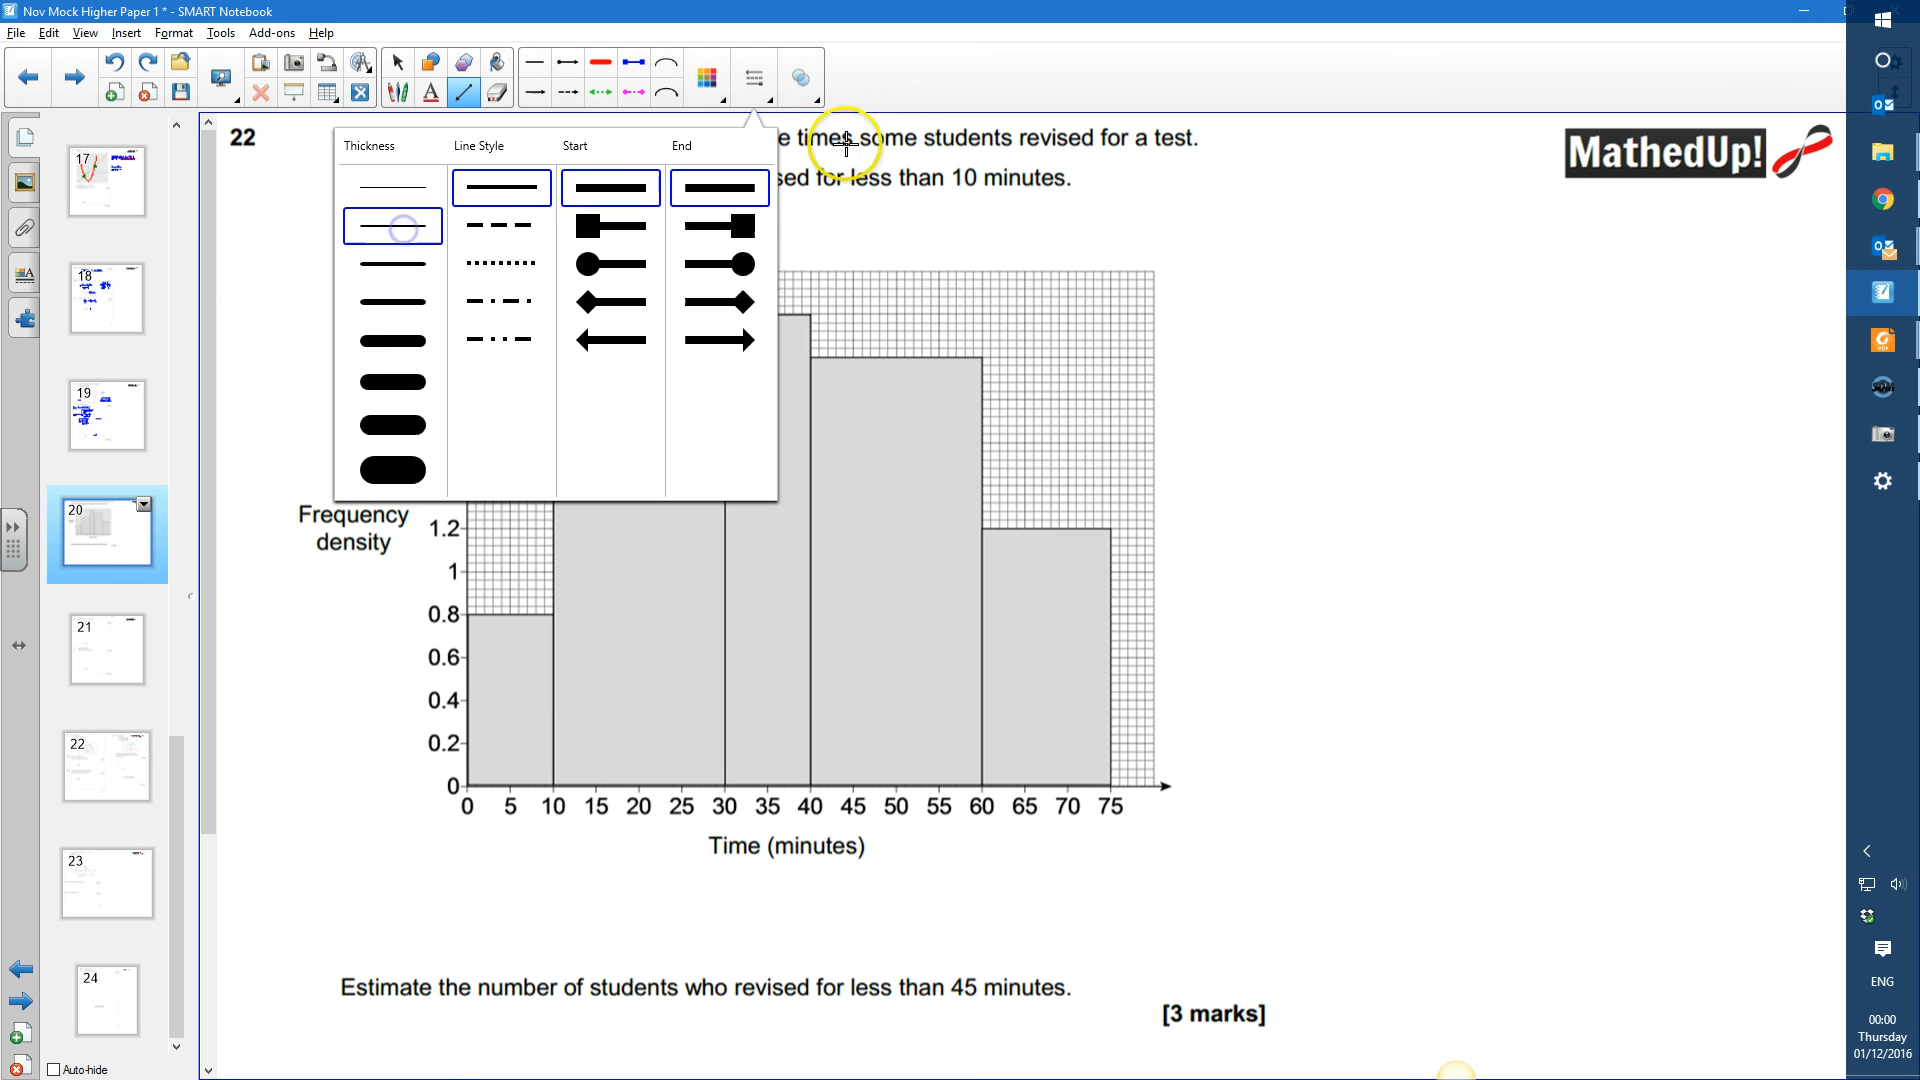 Nov Mock Higher Paper 1 * - SMART Notebook
File Edit View Insert Format Tools Add-ons Help
22
e times some students revised for a test.
sed for less than 10 minutes.
MathedUp!
Thickness Line Style Start End
17
18
19
20
21
22
23
24
Auto-hide
Frequency
density
1.2
1
0.8
0.6
0.4
0.2
0
0 5 10 15 20 25 30 35 40 45 50 55 60 65 70 75
Time (minutes)
Estimate the number of students who revised for less than 45 minutes.
[3 marks]
ENG
00:00
Thursday
01/12/2016